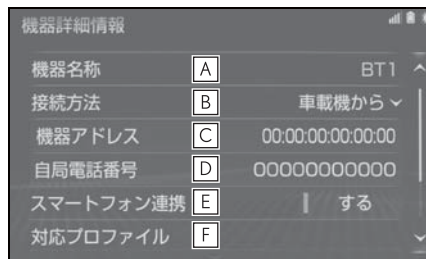 機器詳細情報
機器名称 A BT1
接続方法 B 車載機から
機器アドレス C 00:00:00:00:00:00
自局電話番号 D 00000000000
スマートフォン連携 E する
対応プロファイル F